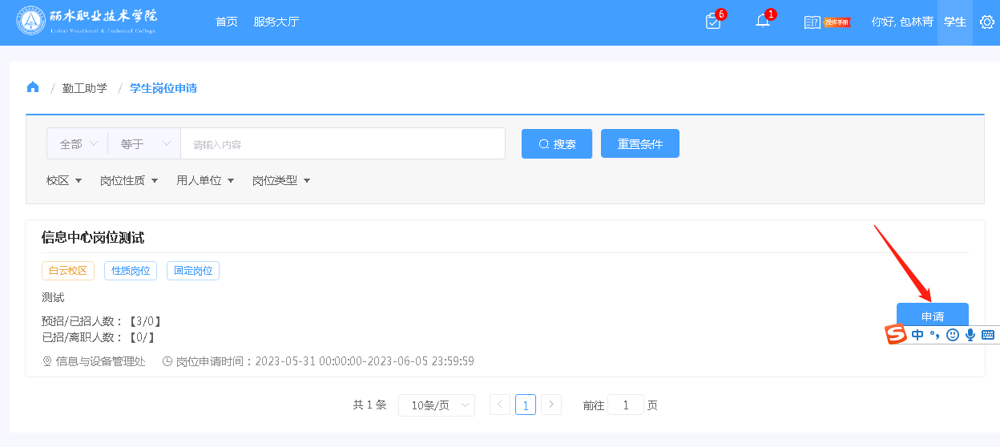 丽水职业技术学院
Lishui Vocational & Technical College
首页 服务大厅
6
1
操作手册
你好, 包林青 学生
/ 勤工助学 / 学生岗位申请
全部 等于 请输入内容 搜索 重置条件
校区 岗位性质 用人单位 岗位类型
信息中心岗位测试
白云校区 性质岗位 固定岗位
测试
预招/已招人数：【3/0】
申请
已招/离职人数：【0/】
中
信息与设备管理处 岗位申请时间：2023-05-31 00:00:00-2023-06-05 23:59:59
共 1 条 10条/页 1 前往 1 页